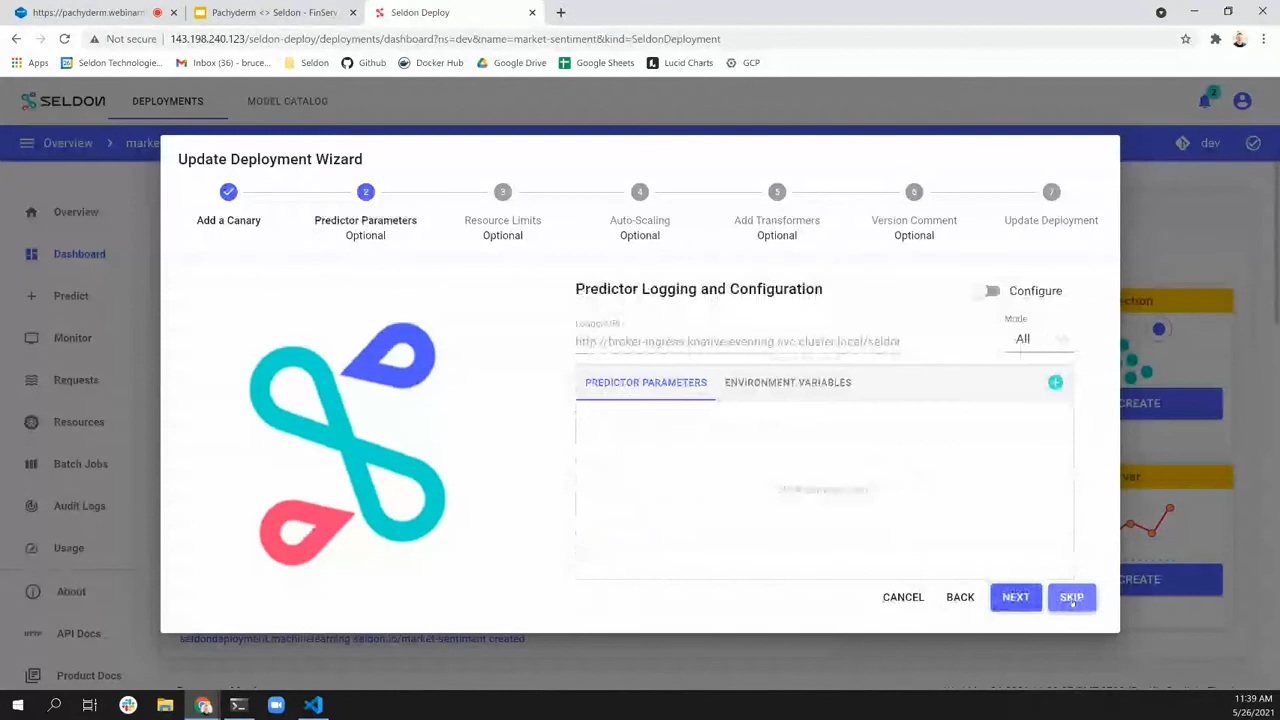 https://pachyderm.webinarr
Pachyderm <> Seldon - FinServ
Seldon Deploy
Not secure
143.198.240.123/seldon-deploy/deployments/dashboard?ns=dev&name=market-sentiment&kind=SeldonDeployment
Apps
Seldon Technologie...
Inbox (36) - bruce...
Seldon
Github
Docker Hub
Google Drive
Google Sheets
Lucid Charts
GCP
SELDON
DEPLOYMENTS
MODEL CATALOG
2
Overview
marke
dev
Update Deployment Wizard
2
3
4
5
6
7
Add a Canary
Predictor Parameters
Optional
Resource Limits
Optional
Auto-Scaling
Optional
Add Transformers
Optional
Version Comment
Optional
Update Deployment
Overview
Dashboard
Predict
Monitor
Requests
Resources
Batch Jobs
Audit Logs
Usage
About
API Docs
Product Docs
Predictor Logging and Configuration
Configure
Mode
All
PREDICTOR PARAMETERS
ENVIRONMENT VARIABLES
CANCEL
BACK
NEXT
SKIP
CREATE
CREATE
seldondeployment.machinelearning.seldon.io/market-sentiment created
11:39 AM
5/26/2021